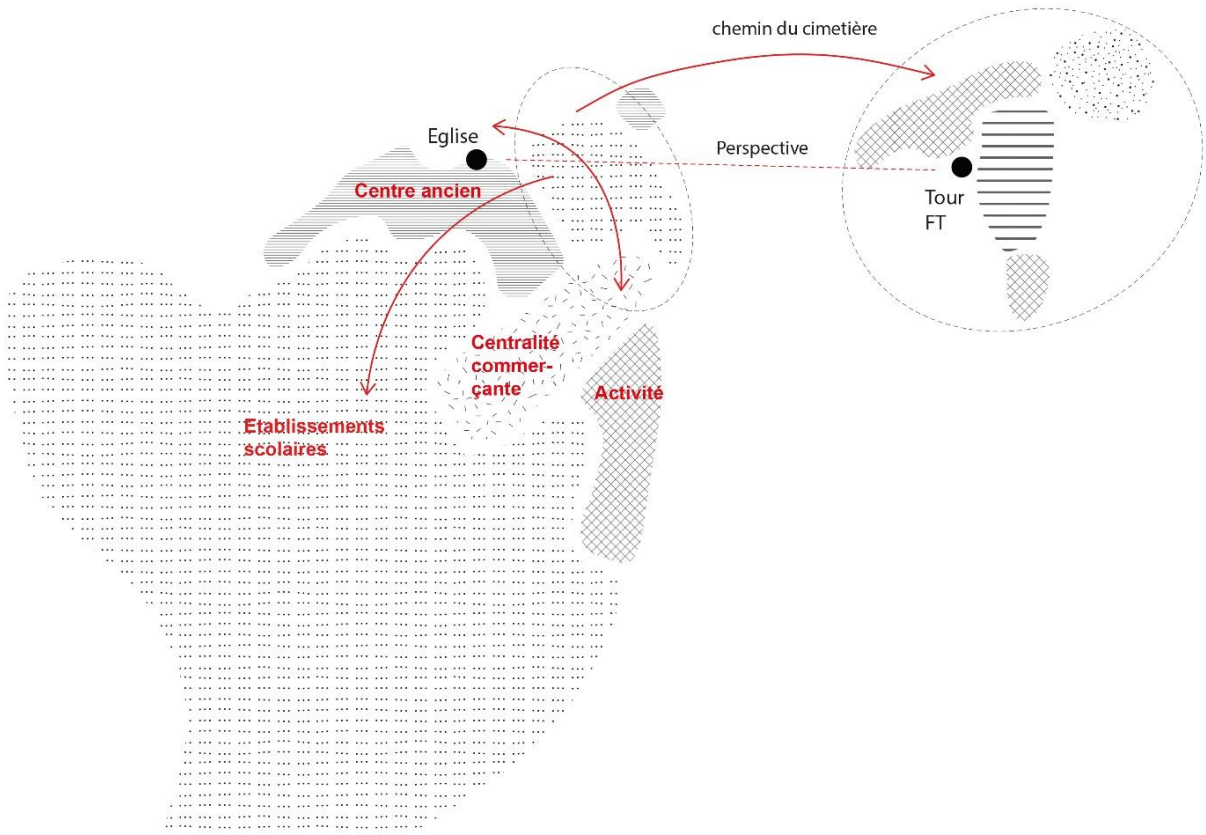 chemin du cimetière
Eglise
Perspective
Centre ancien
Tour
FT
Centralité
commer-
çante
Activité
Etablissements
scolaires